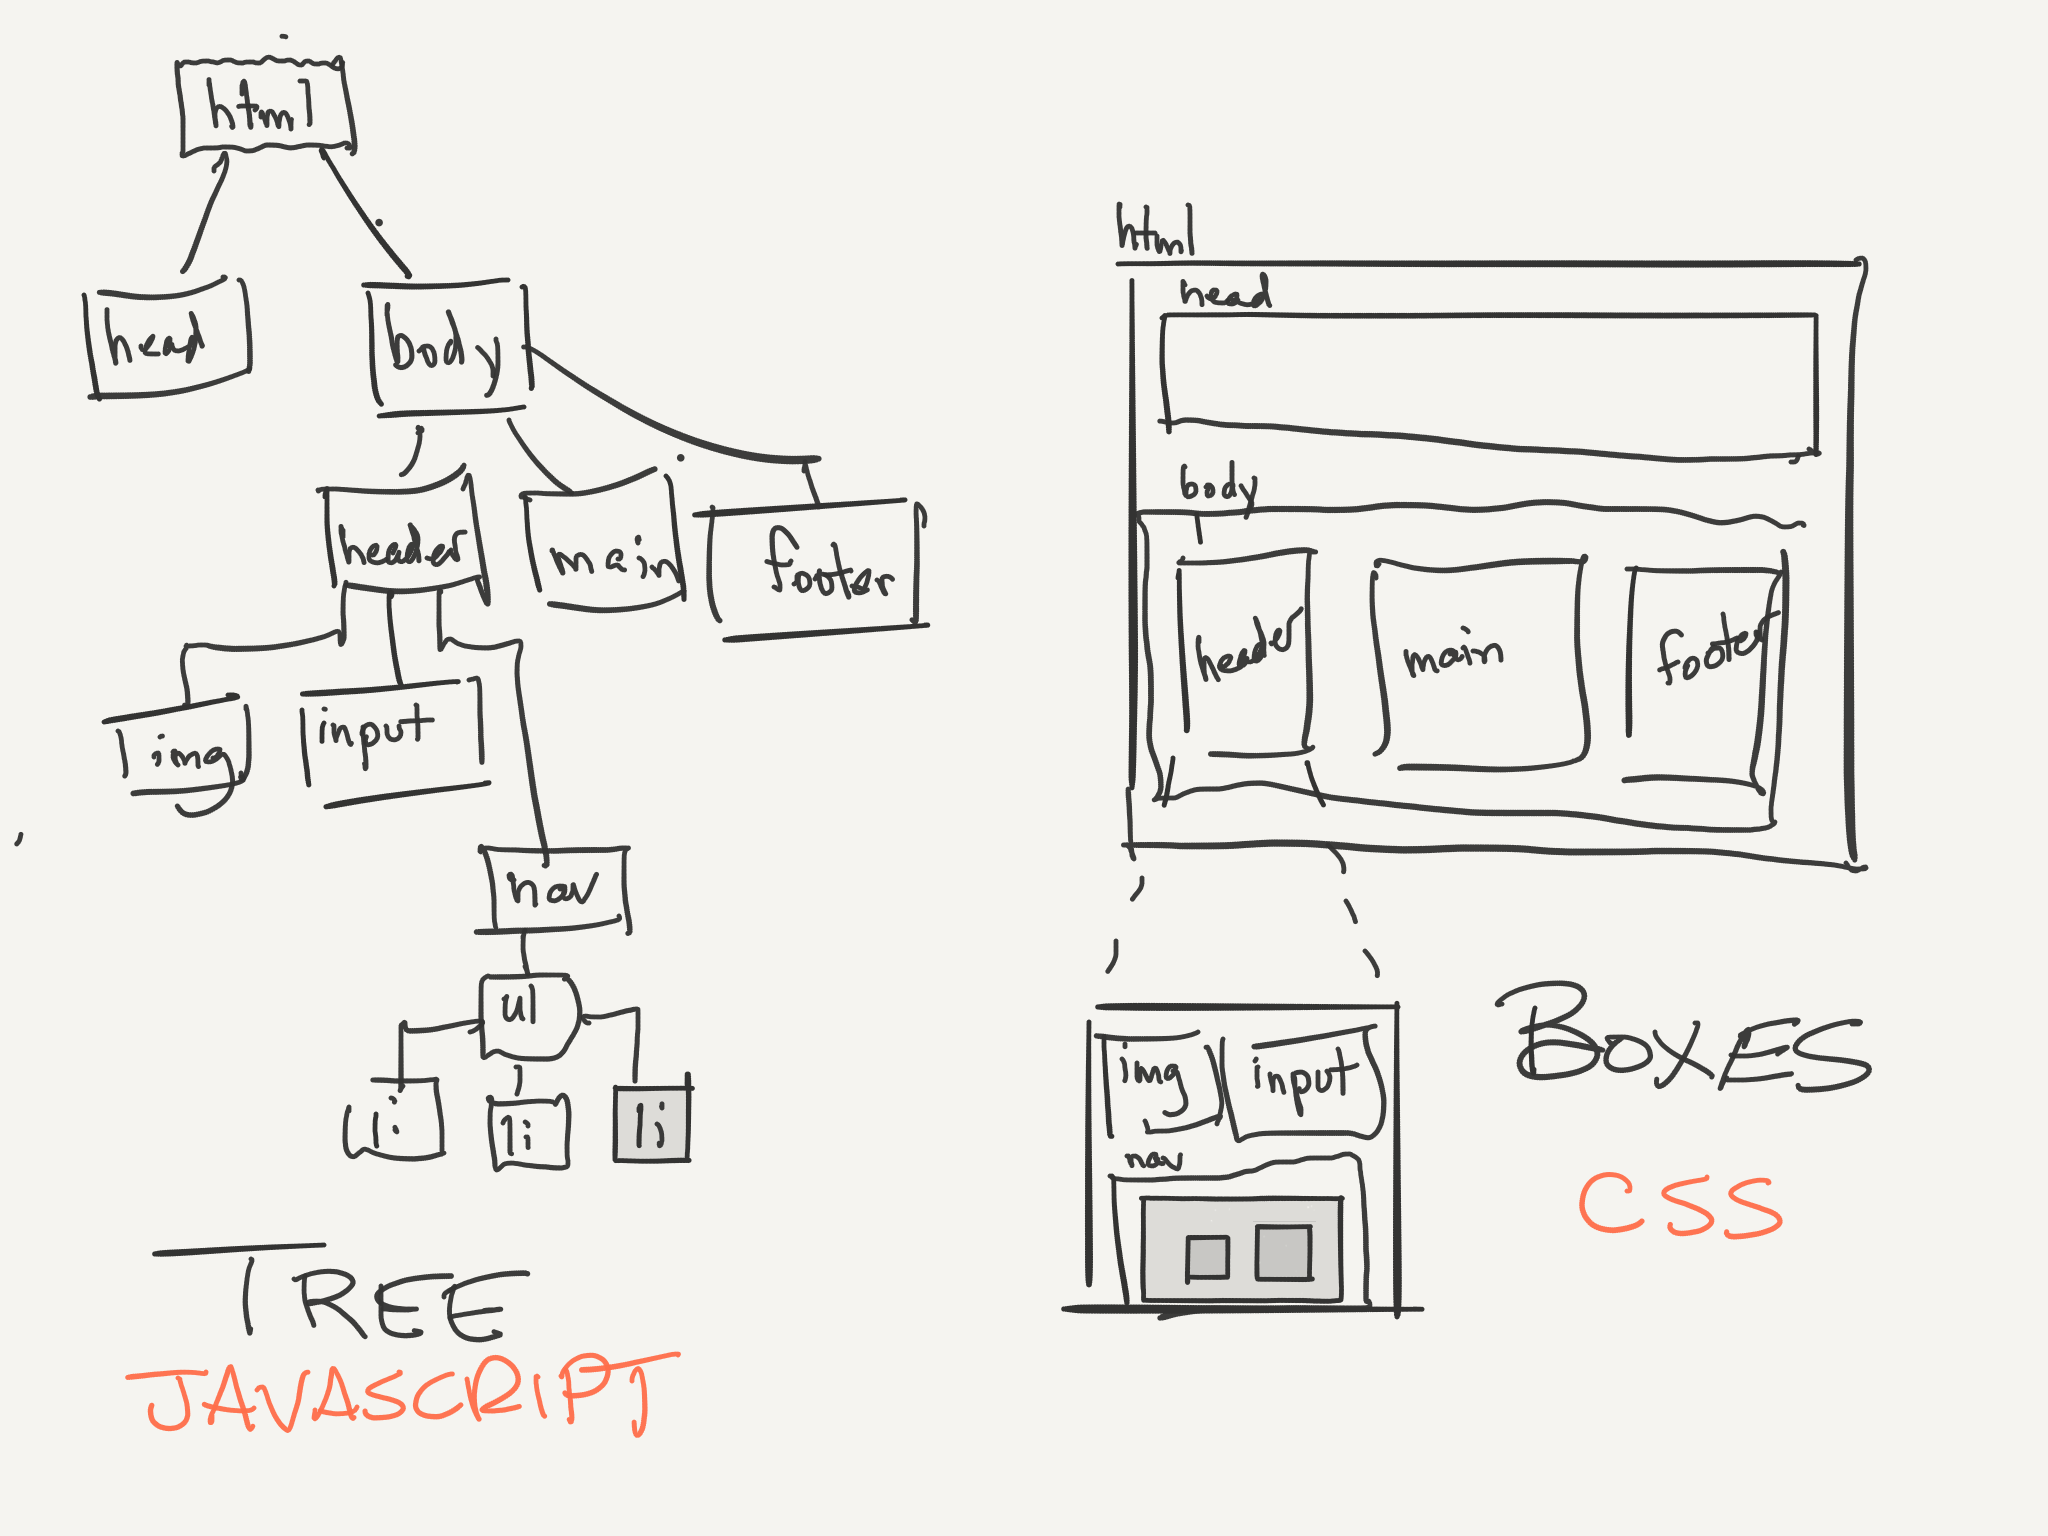 html
head
body
header
main
footer
img
input
nav
ul
li
li
li
TREE
JAVASCRIPT
html
head
body
header
main
footer
img
input
nav
BOXES
CSS